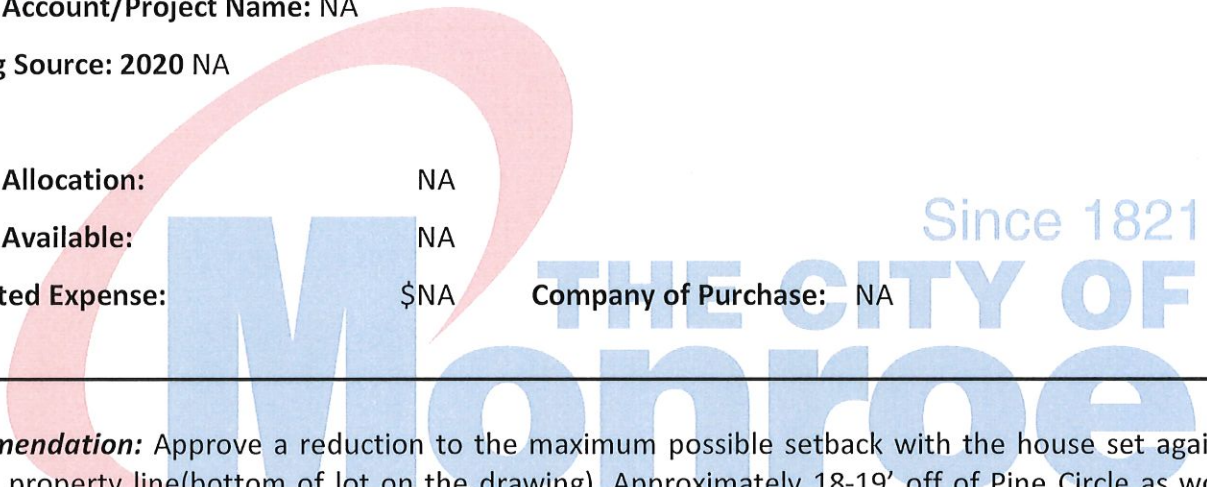 Account/Project Name: NA
g Source: 2020 NA
Allocation: NA
Available: NA
Since 1821
THE CITY OF
ted Expense: $NA Company of Purchase: NA
Monroe
mendation: Approve a reduction to the maximum possible setback with the house set agai
property line(bottom of lot on the drawing). Approximately 18-19’ off of Pine Circle as w